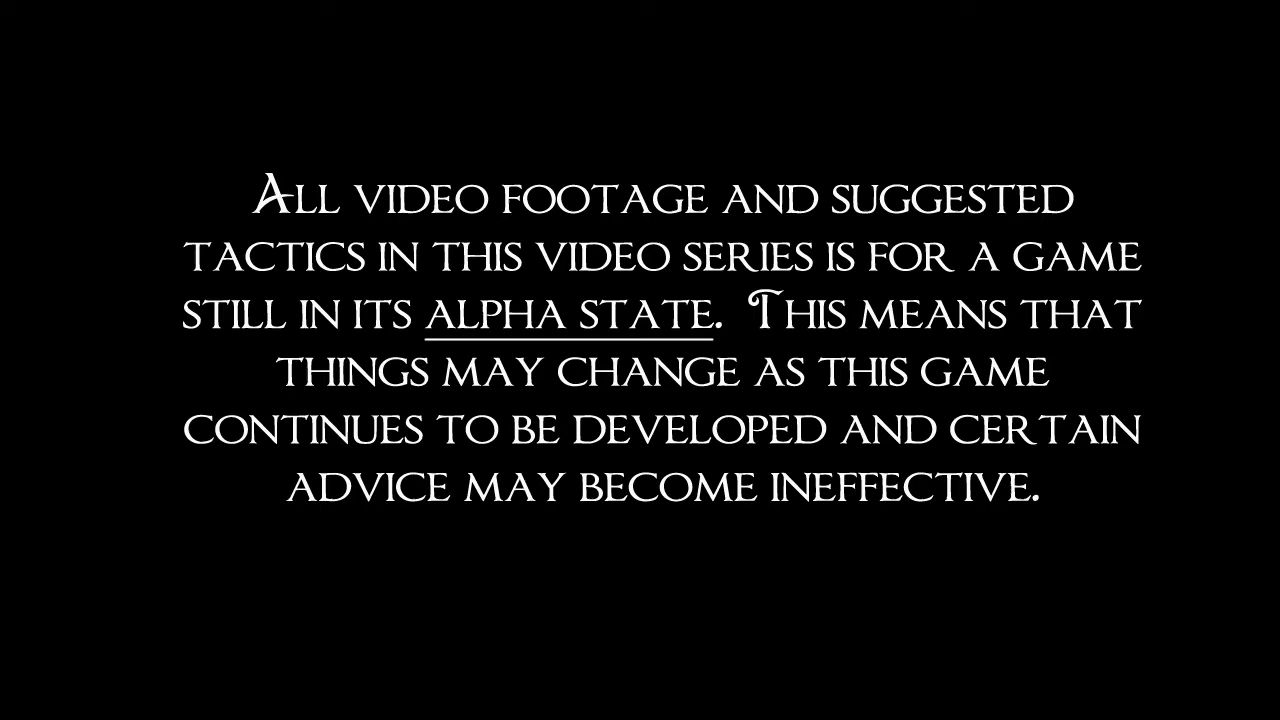 All video footage and suggested
tactics in this video series is for a game
still in its alpha state. This means that
things may change as this game
continues to be developed and certain
advice may become ineffective.